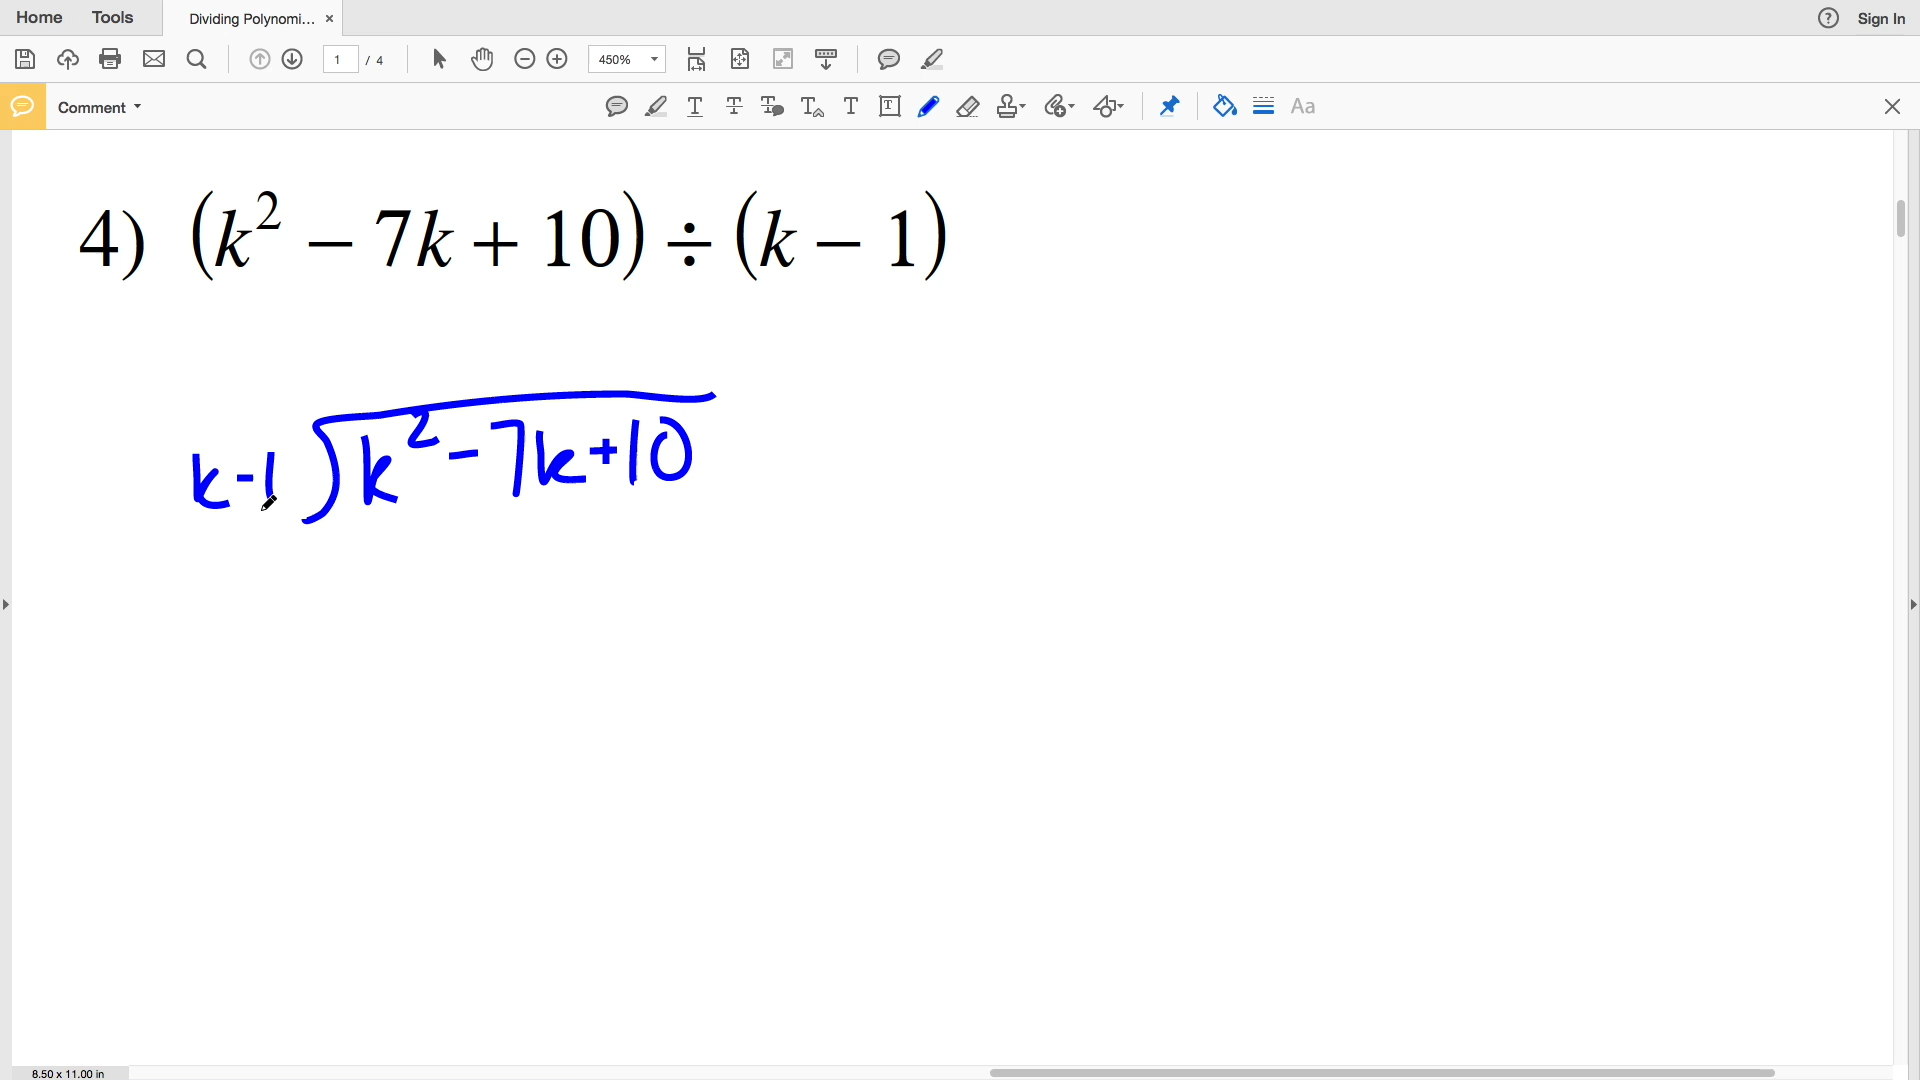 Home Tools Dividing Polynomi... × ? Sign In
1 / 4 450%
Comment T T T T T T Aa
4) (k² − 7k + 10) ÷ (k − 1)
k-1 ) k² - 7k + 10
8.50 x 11.00 in